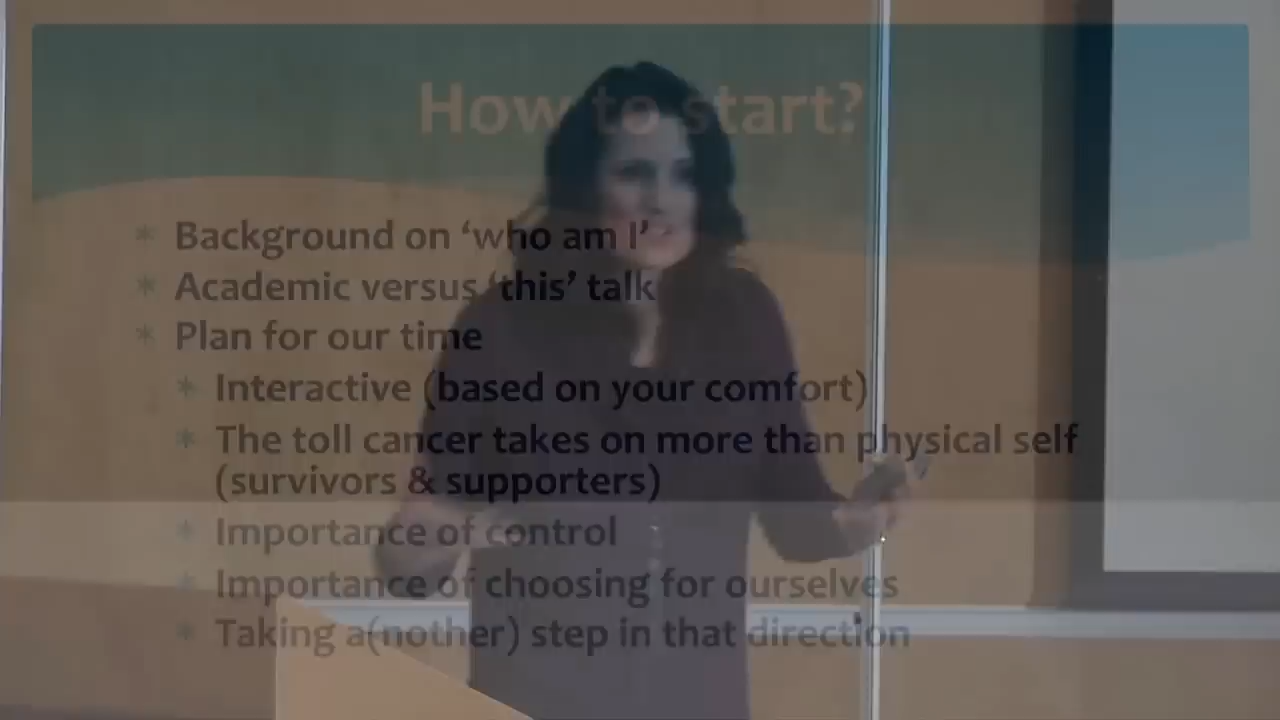 How to start?
* Background on ‘who am I’
* Academic versus ‘this’ talk
* Plan for our time
* Interactive (based on your comfort)
* The toll cancer takes on more than physical self
(survivors & supporters)
* Importance of control
* Importance of choosing for ourselves
* Taking a(nother) step in that direction